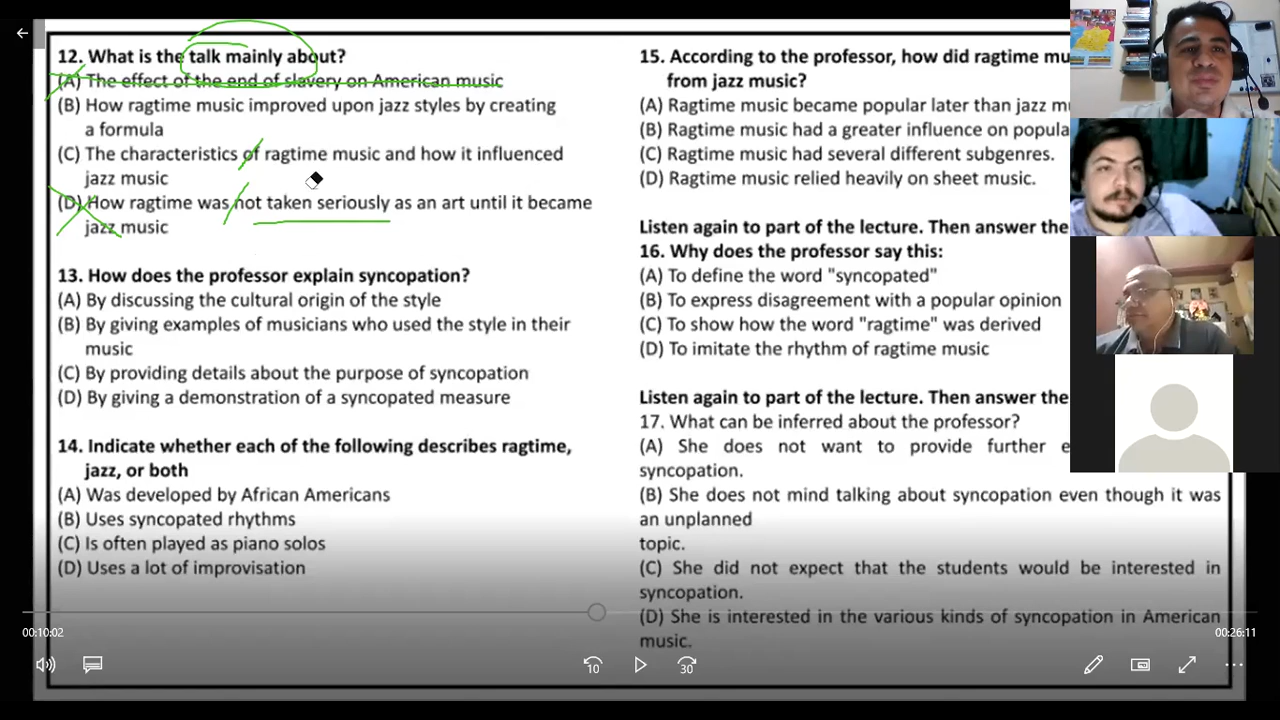 12. What is the talk mainly about?
(A) The effect of the end of slavery on American music
(B) How ragtime music improved upon jazz styles by creating
a formula
(C) The characteristics of ragtime music and how it influenced
jazz music
(D) How ragtime was not taken seriously as an art until it became
jazz music
13. How does the professor explain syncopation?
(A) By discussing the cultural origin of the style
(B) By giving examples of musicians who used the style in their
music
(C) By providing details about the purpose of syncopation
(D) By giving a demonstration of a syncopated measure
14. Indicate whether each of the following describes ragtime,
jazz, or both
(A) Was developed by African Americans
(B) Uses syncopated rhythms
(C) Is often played as piano solos
(D) Uses a lot of improvisation
15. According to the professor, how did ragtime mu
from jazz music?
(A) Ragtime music became popular later than jazz m
(B) Ragtime music had a greater influence on popula
(C) Ragtime music had several different subgenres.
(D) Ragtime music relied heavily on sheet music.
Listen again to part of the lecture. Then answer the
16. Why does the professor say this:
(A) To define the word "syncopated"
(B) To express disagreement with a popular opinion
(C) To show how the word "ragtime" was derived
(D) To imitate the rhythm of ragtime music
Listen again to part of the lecture. Then answer the
17. What can be inferred about the professor?
(A) She does not want to provide further e
syncopation.
(B) She does not mind talking about syncopation even though it was
an unplanned
topic.
(C) She did not expect that the students would be interested in
syncopation.
(D) She is interested in the various kinds of syncopation in American
music.
00:10:02
00:26:11
10
30